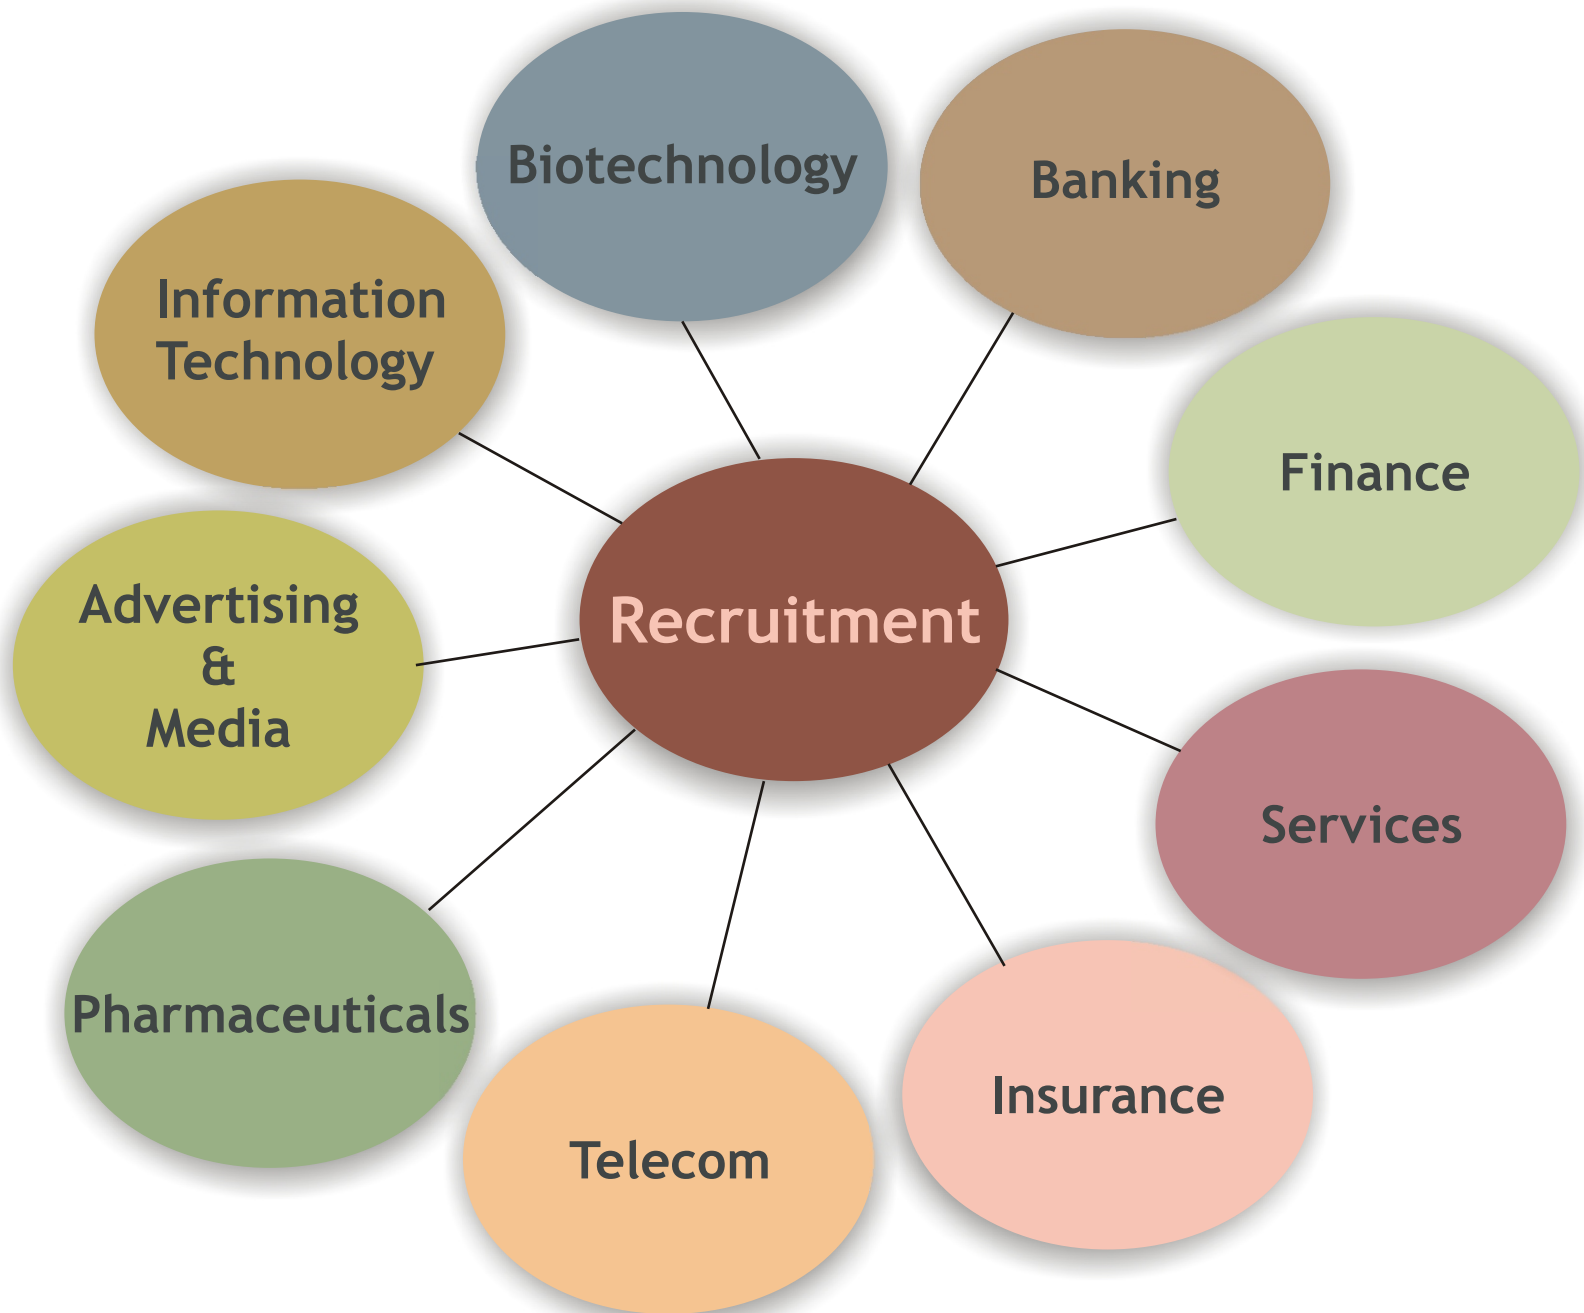 Biotechnology
Banking
Information
Technology
Finance
Advertising
&
Media
Recruitment
Services
Pharmaceuticals
Insurance
Telecom